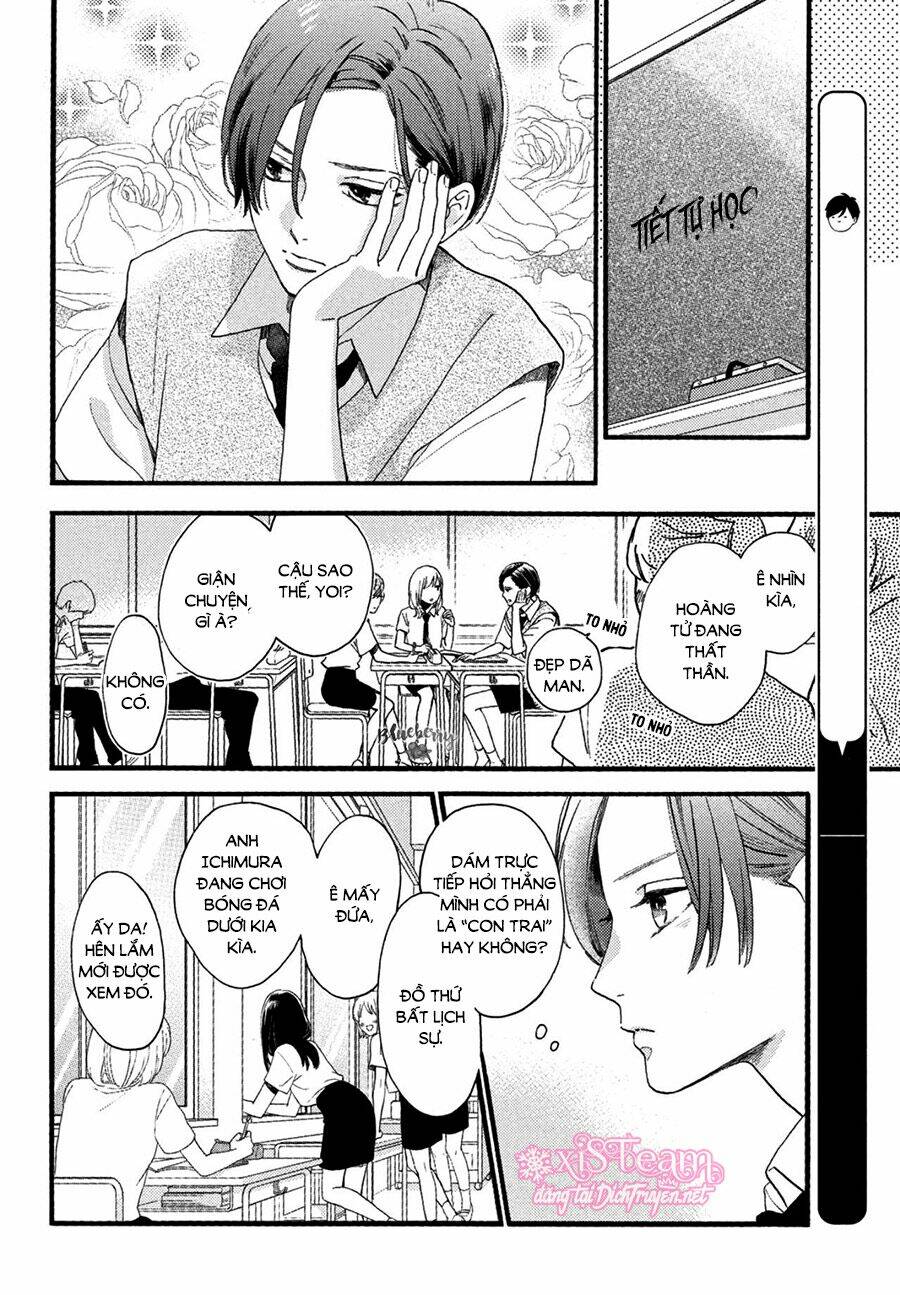 TIẾT TỰ HỌC
Ê NHÌN
KÌA,
HOÀNG
TỬ ĐANG
THẤT
THẦN.
TO NHỎ
TO NHỎ
ĐẸP DÃ
MAN.
CẬU SAO
THẾ, YOI?
GIẬN
CHUYỆN
GÌ À?
KHÔNG
CÓ.
Blueberry
DÁM TRỰC
TIẾP HỎI THẲNG
MÌNH CÓ PHẢI
LÀ “CON TRAI”
HAY KHÔNG?
ĐỒ THỨ
BẤT LỊCH
SỰ.
Ê MẤY
ĐỨA,
ANH
ICHIMURA
ĐANG CHƠI
BÓNG ĐÁ
DƯỚI KIA
KÌA.
ẤY DA!
HÊN LẮM
MỚI ĐƯỢC
XEM ĐÓ.
xiSTeam
đăng tải DichTruyen.net